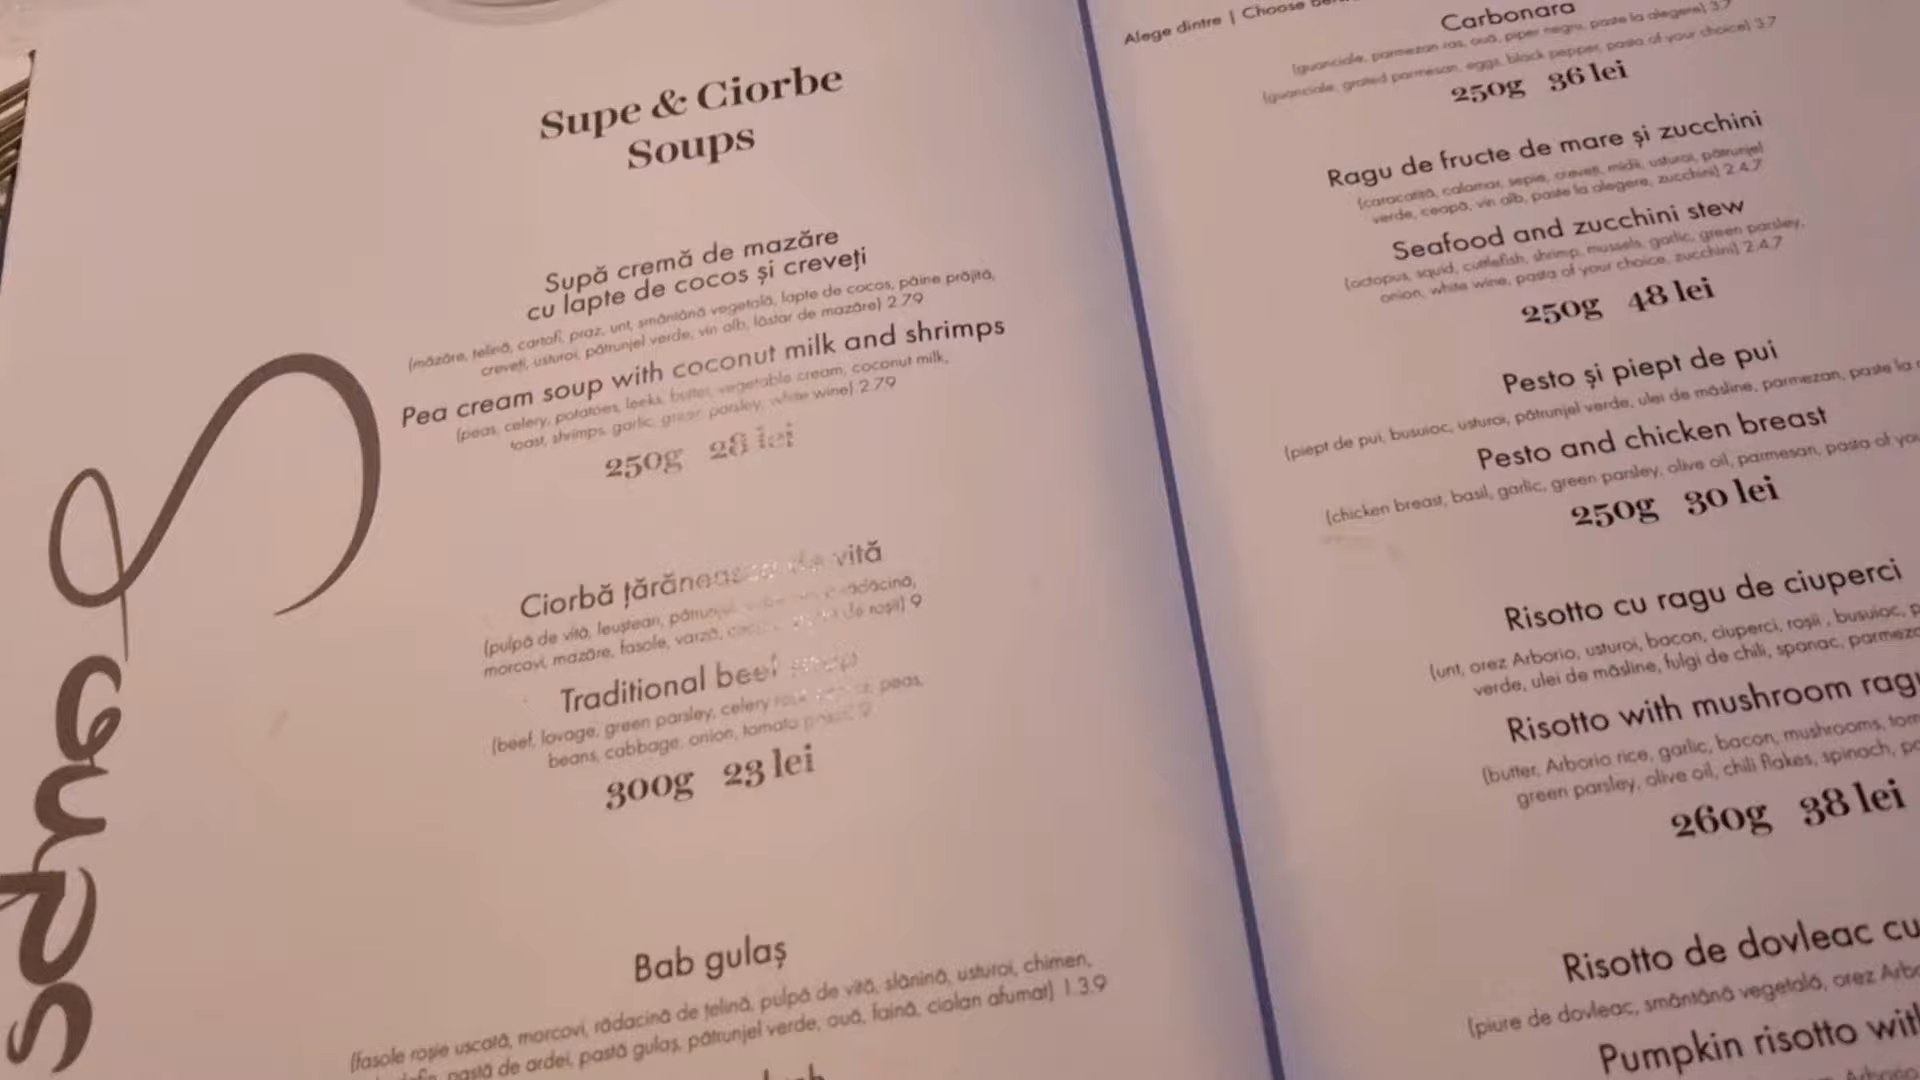 Supe
Supe & Ciorbe
Soups
Supă cremă de mazăre
cu lapte de cocos și creveți
(mazăre, țelină, cartofi, praz, unt, smântână vegetală, lapte de cocos, pâine prăjită,
creveți, usturoi, pătrunjel verde, vin alb, lăstar de mazăre) 2.7.9
Pea cream soup with coconut milk and shrimps
(peas, celery, potatoes, leeks, butter, vegetable cream, coconut milk,
toast, shrimps, garlic, green parsley, white wine) 2.7.9
250g 28 lei
Ciorbă țărănească de vită
(pulpă de vită, leuștean, rădăcină,
morcovi, mazăre, fasole, varză, de roșii) 9
Traditional beef soup
(beef, lovage, green parsley, celery peas,
beans, cabbage, onion, tomato 9
300g 23 lei
Bab gulaș
(fasole roșie uscată, morcovi, rădacină de țelină, pulpă de vită, slănină, usturoi, chimen,
pastă de ardei, pastă gulaș, pătrunjel verde, ouă, faină, ciolan afumat) 1.3.9
Alege dintre | Choose
Carbonara
(guanciale, parmezan ras, ouă, piper negru, paste la alegere) 3.7
(guanciale, grated parmesan, eggs, black pepper, pasta of your choice) 3.7
250g 36 lei
Ragu de fructe de mare și zucchini
(caracatiță, calamar, sepie, creveți, midii, usturoi, pătrunjel
verde, ceapă, vin alb, paste la alegere, zucchini) 2.4.7
Seafood and zucchini stew
(octopus, squid, cuttlefish, shrimp, mussels, garlic, green parsley,
onion, white wine, pasta of your choice, zucchini) 2.4.7
250g 48 lei
Pesto și piept de pui
(piept de pui, busuioc, usturoi, pătrunjel verde, ulei de măsline, parmezan, paste la
Pesto and chicken breast
(chicken breast, basil, garlic, green parsley, olive oil, parmesan, pasta of
250g 30 lei
Risotto cu ragu de ciuperci
(unt, orez Arborio, usturoi, bacon, ciuperci, roșii , busuioc,
verde, ulei de măsline, fulgi de chili, spanac,
Risotto with mushroom
(butter, Arborio rice, garlic, bacon, mushrooms,
green parsley, olive oil, chili flakes, spinach,
260g 38 lei
Risotto de dovleac cu
(piure de dovleac, smântână vegetală, orez
Pumpkin risotto